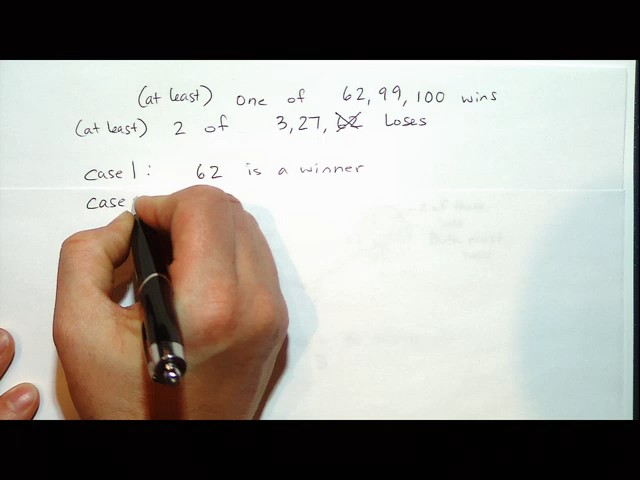 (at least) one of 62, 99, 100 wins
(at least) 2 of 3, 27, 62 Loses
case 1: 62 is a winner
case